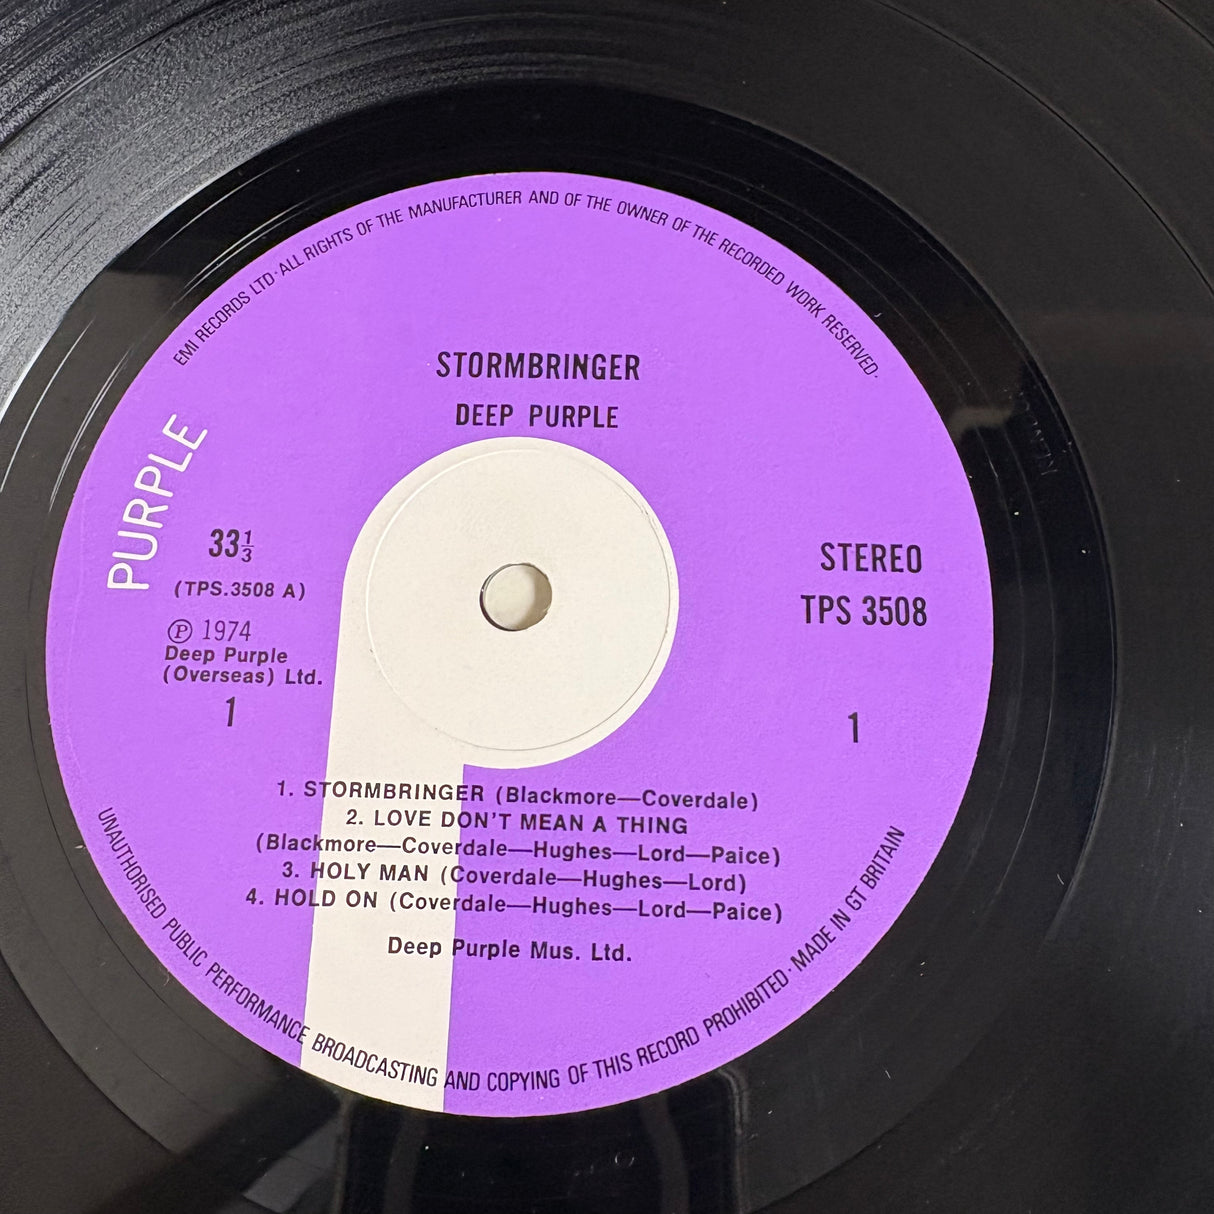 EMI RECORDS LTD·ALL RIGHTS OF THE MANUFACTURER AND OF THE OWNER OF THE RECORDED WORK RESERVED·
STORMBRINGER
DEEP PURPLE
PURPLE
33⅓
(TPS.3508 A)
Ⓟ 1974
Deep Purple
(Overseas) Ltd.
1
STEREO
TPS 3508
1
1. STORMBRINGER (Blackmore—Coverdale)
2. LOVE DON'T MEAN A THING
(Blackmore—Coverdale—Hughes—Lord—Paice)
3. HOLY MAN (Coverdale—Hughes—Lord)
4. HOLD ON (Coverdale—Hughes—Lord—Paice)
Deep Purple Mus. Ltd.
UNAUTHORISED PUBLIC PERFORMANCE BROADCASTING AND COPYING OF THIS RECORD PROHIBITED· MADE IN GT BRITAIN